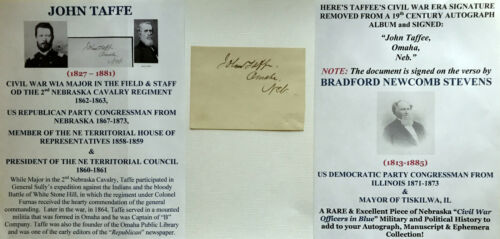 JOHN TAFFE
(1827 – 1881)
CIVIL WAR WIA MAJOR IN THE FIELD & STAFF
OD THE 2nd NEBRASKA CAVALRY REGIMENT
1862-1863,
US REPUBLICAN PARTY CONGRESSMAN FROM
NEBRASKA 1867-1873,
MEMBER OF THE NE TERRITORIAL HOUSE OF
REPRESENTATIVES 1858-1859
&
PRESIDENT OF THE NE TERRITORIAL COUNCIL
1860-1861
While Major in the 2nd Nebraska Cavalry, Taffe participated in
General Sully's expedition against the Indians and the bloody
Battle of White Stone Hill, in which the regiment under Colonel
Furnas received the hearty commendation of the general
commanding. Later in the war, in 1864, Taffe served in a mounted
militia that was formed in Omaha and he was Captain of "B"
Company. Taffe was also the founder of the Omaha Public Library
and was one of the early editors of the "Republican" newspaper.
John Taffe
Omaha
Neb.
John Taffe.
Omaha.
Neb.
HERE'S TAFFEE'S CIVIL WAR ERA SIGNATURE
REMOVED FROM A 19th CENTURY AUTOGRAPH
ALBUM and SIGNED:
"John Taffee,
Omaha,
Neb."
NOTE: The document is signed on the verso by
BRADFORD NEWCOMB STEVENS
(1813-1885)
US DEMOCRATIC PARTY CONGRESSMAN FROM
ILLINOIS 1871-1873
&
MAYOR OF TISKILWA, IL
A RARE & Excellent Piece of Nebraska "Civil War
Officers in Blue" Military and Political History to
add to your Autograph, Manuscript & Ephemera
Collection!